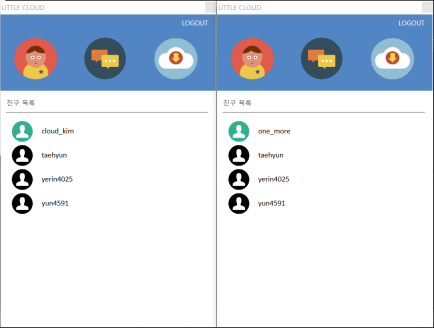 LITTLE CLOUD
LOGOUT
친구 목록
cloud_kim
taehyun
yerin4025
yun4591
LITTLE CLOUD
LOGOUT
친구 목록
one_more
taehyun
yerin4025
yun4591